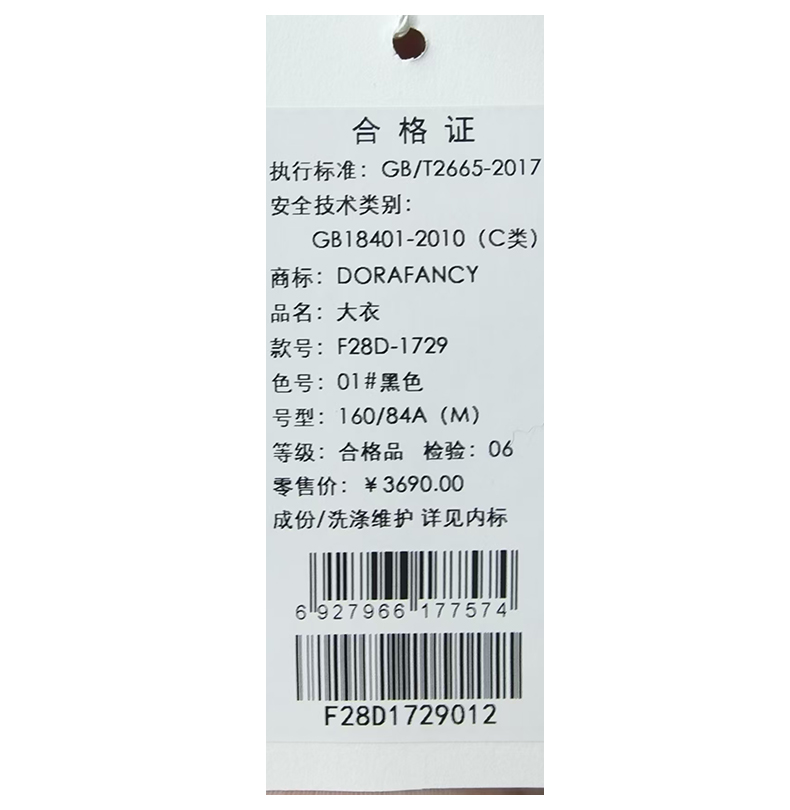 合格证
执行标准：GB/T2665-2017
安全技术类别：
GB18401-2010（C类）
商标：DORAFANCY
品名：大衣
款号：F28D-1729
色号：01#黑色
号型：160/84A（M）
等级：合格品 检验：06
零售价：￥3690.00
成份/洗涤维护 详见内标
6 927966 177574
F28D1729012